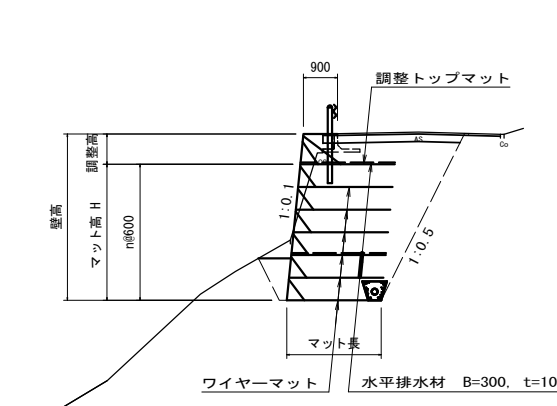 900
調整トップマット
AS
Co
調整高
壁高
マット高 H
n@600
1:0.1
1:0.5
マット長
ワイヤーマット
水平排水材 B=300, t=10